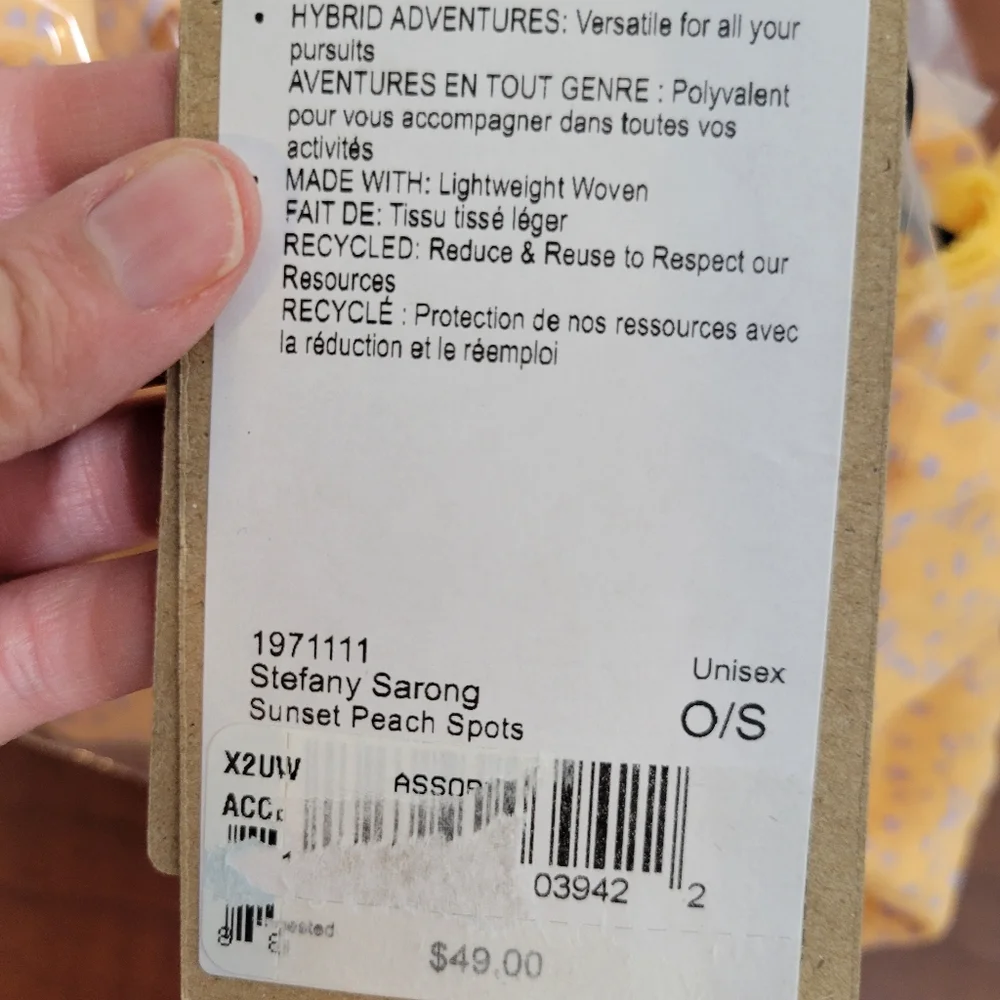 • HYBRID ADVENTURES: Versatile for all your
pursuits
AVENTURES EN TOUT GENRE : Polyvalent
pour vous accompagner dans toutes vos
activités
MADE WITH: Lightweight Woven
FAIT DE: Tissu tissé léger
RECYCLED: Reduce & Reuse to Respect our
Resources
RECYCLÉ : Protection de nos ressources avec
la réduction et le réemploi
1971111
Stefany Sarong
Sunset Peach Spots
Unisex
O/S
03942 2
$49.00